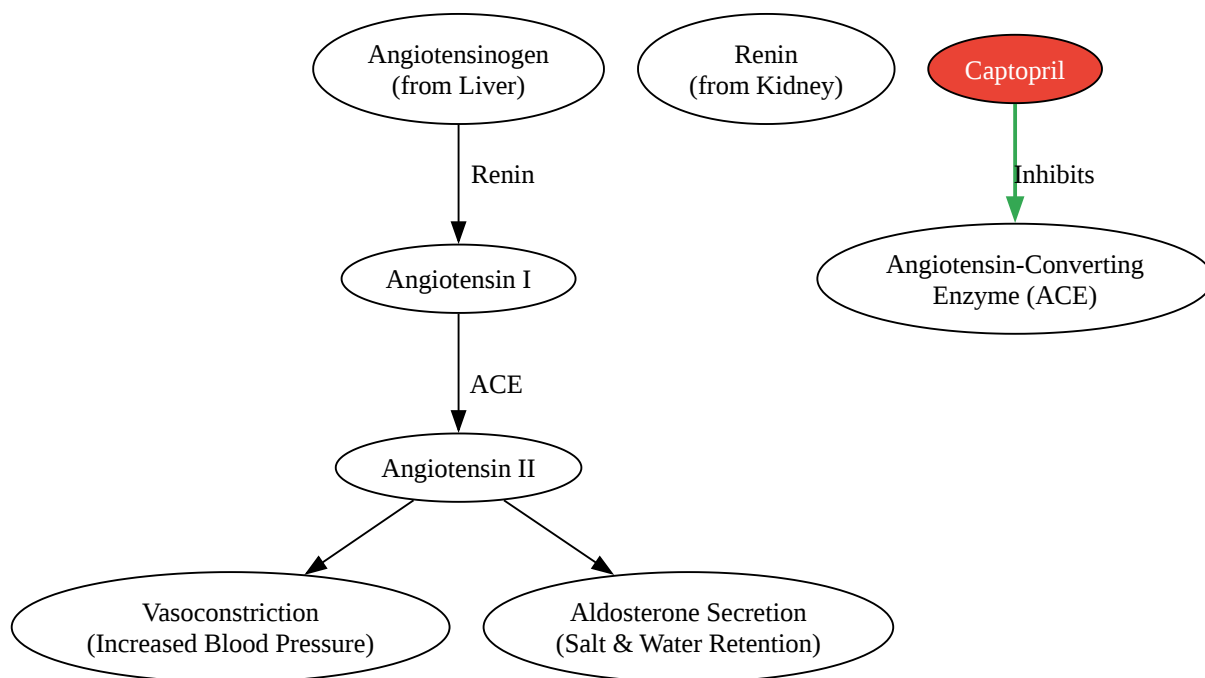 Angiotensinogen
(from Liver)
Renin
(from Kidney)
Captopril
Renin
Inhibits
Angiotensin I
Angiotensin-Converting
Enzyme (ACE)
ACE
Angiotensin II
Vasoconstriction
(Increased Blood Pressure)
Aldosterone Secretion
(Salt & Water Retention)